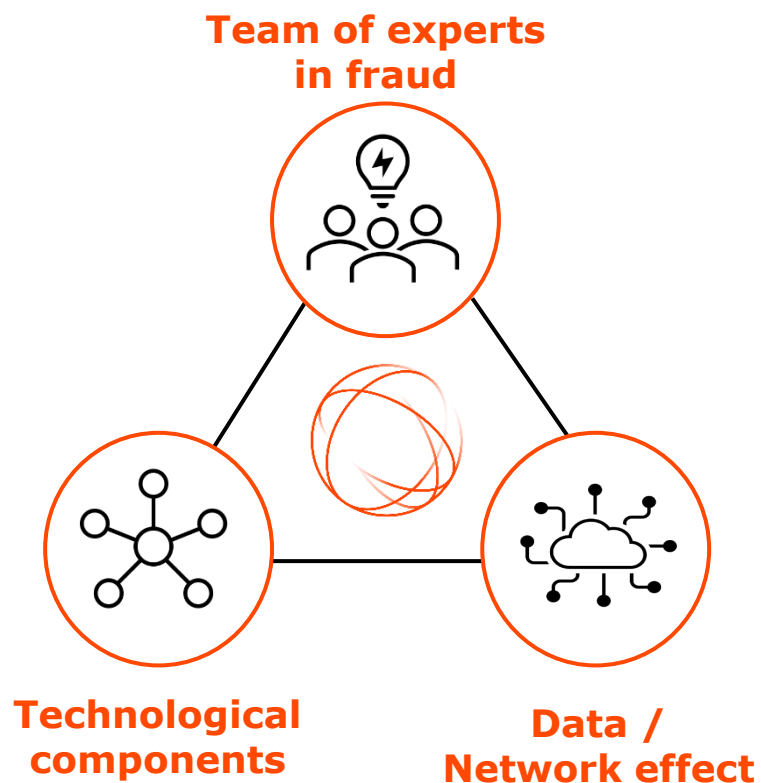 Team of experts
in fraud
Technological
components
Data /
Network effect